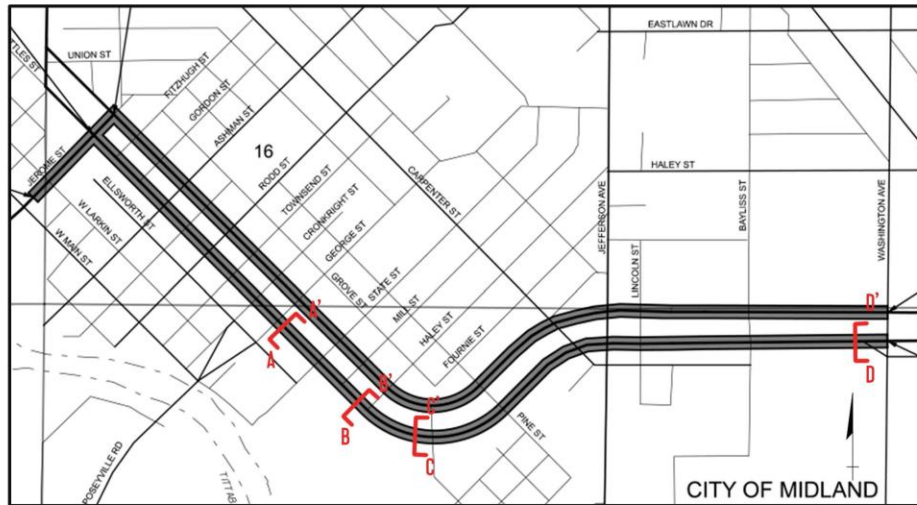 EASTLAWN DR
UNION ST
FITZHUGH ST
GORDON ST
ASHMAN ST
16
RODD ST
TOWNSEND ST
CRONKRIGHT ST
GEORGE ST
GROVE ST
STATE ST
MILL ST
HALEY ST
FOURNIE ST
CARPENTER ST
PINE ST
JEROME ST
ELLSWORTH ST
W LARKIN ST
W MAIN ST
POSEYVILLE RD
TITTAB
JEFFERSON AVE
LINCOLN ST
BAYLISS ST
HALEY ST
WASHINGTON AVE
A
A'
B
B'
C
C'
D
D'
CITY OF MIDLAND